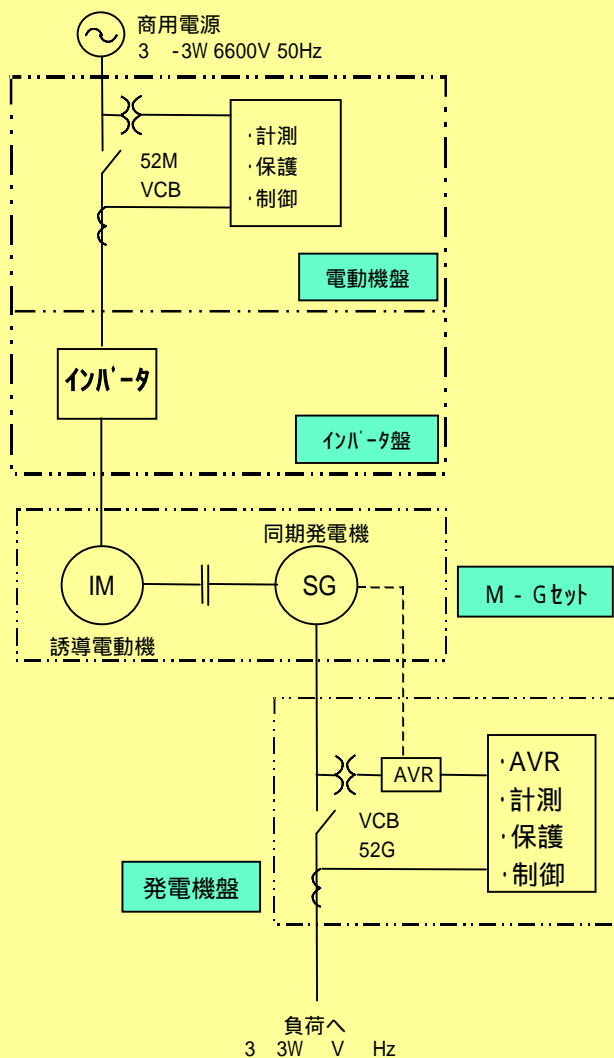 商用電源
3 -3W 6600V 50Hz
・計測
・保護
・制御
52M
VCB
電動機盤
インバータ
インバータ盤
同期発電機
IM
SG
M - Gセット
誘導電動機
AVR
・AVR
・計測
・保護
・制御
VCB
52G
発電機盤
負荷へ
3 3W V Hz